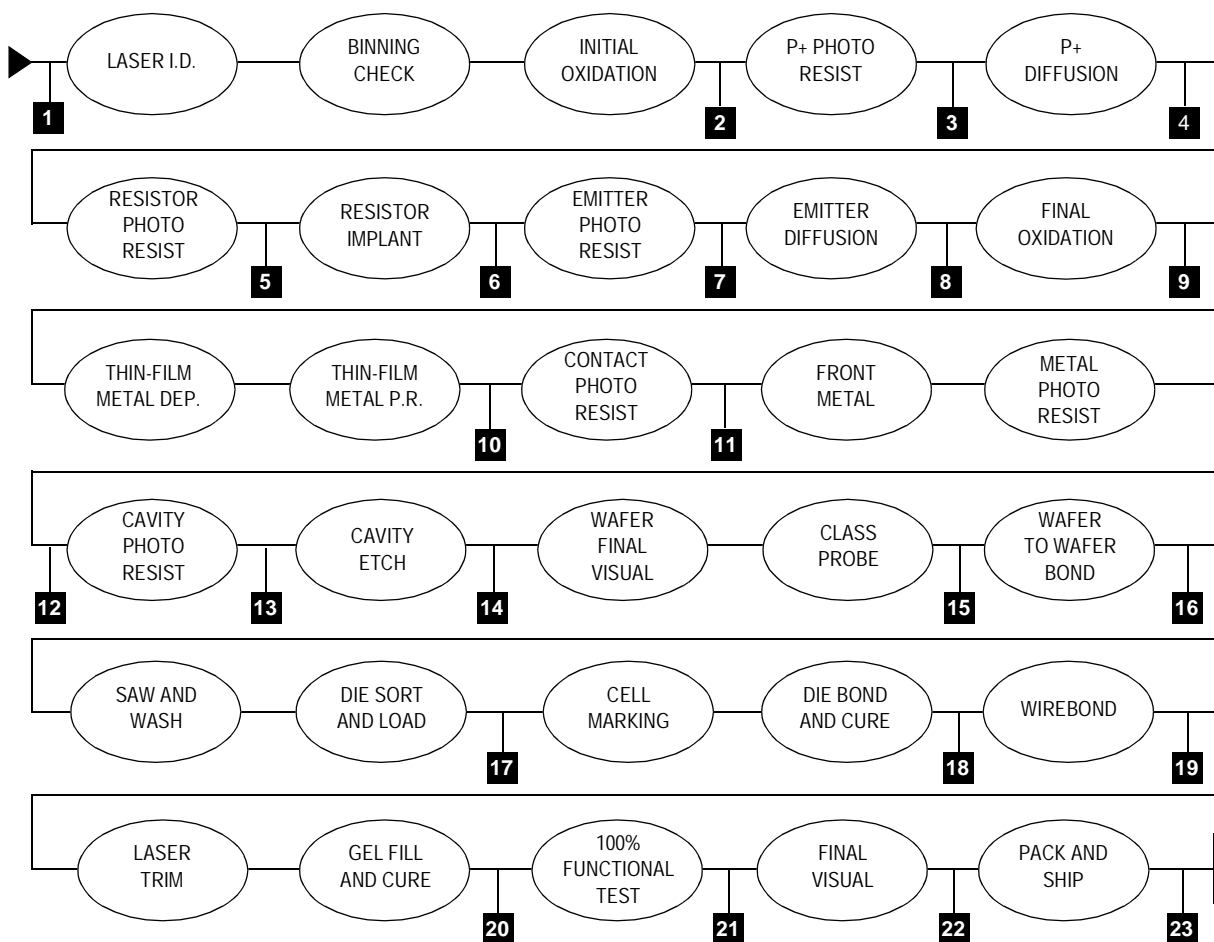 LASER I.D.
BINNING
CHECK
INITIAL
OXIDATION
P+ PHOTO
RESIST
P+
DIFFUSION
1
2
3
4
RESISTOR
PHOTO
RESIST
RESISTOR
IMPLANT
EMITTER
PHOTO
RESIST
EMITTER
DIFFUSION
FINAL
OXIDATION
5
6
7
8
9
THIN-FILM
METAL DEP.
THIN-FILM
METAL P.R.
CONTACT
PHOTO
RESIST
FRONT
METAL
METAL
PHOTO
RESIST
10
11
CAVITY
PHOTO
RESIST
CAVITY
ETCH
WAFER
FINAL
VISUAL
CLASS
PROBE
WAFER
TO WAFER
BOND
12
13
14
15
16
SAW AND
WASH
DIE SORT
AND LOAD
CELL
MARKING
DIE BOND
AND CURE
WIREBOND
17
18
19
LASER
TRIM
GEL FILL
AND CURE
100%
FUNCTIONAL
TEST
FINAL
VISUAL
PACK AND
SHIP
20
21
22
23